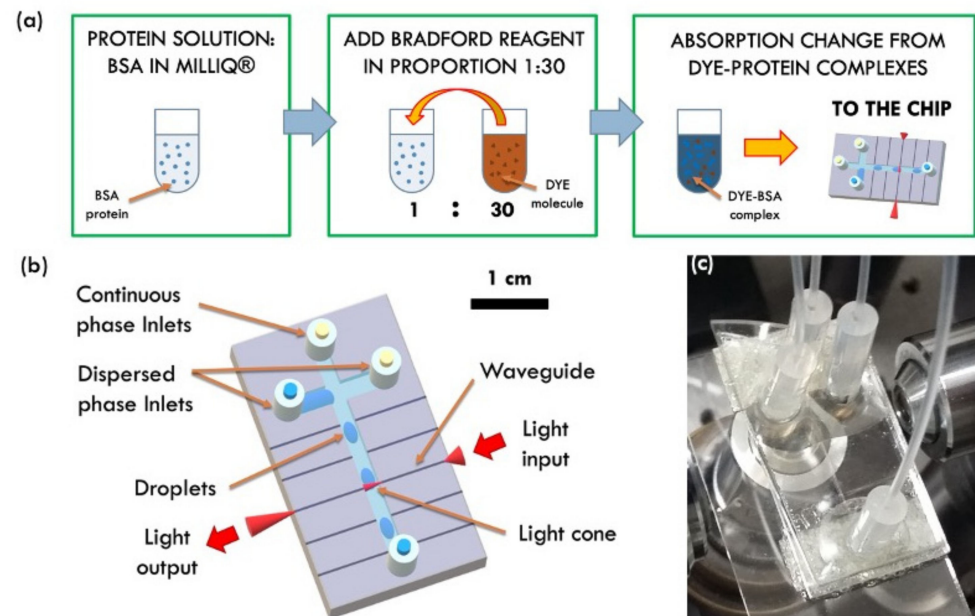 (a)
PROTEIN SOLUTION:
BSA IN MILLIQ®
BSA
protein
ADD BRADFORD REAGENT
IN PROPORTION 1:30
DYE
molecule
1 : 30
ABSORPTION CHANGE FROM
DYE-PROTEIN COMPLEXES
TO THE CHIP
DYE-BSA
complex
(b)
1 cm
Continuous
phase Inlets
Dispersed
phase Inlets
Waveguide
Light
input
Droplets
Light
output
Light cone
(c)